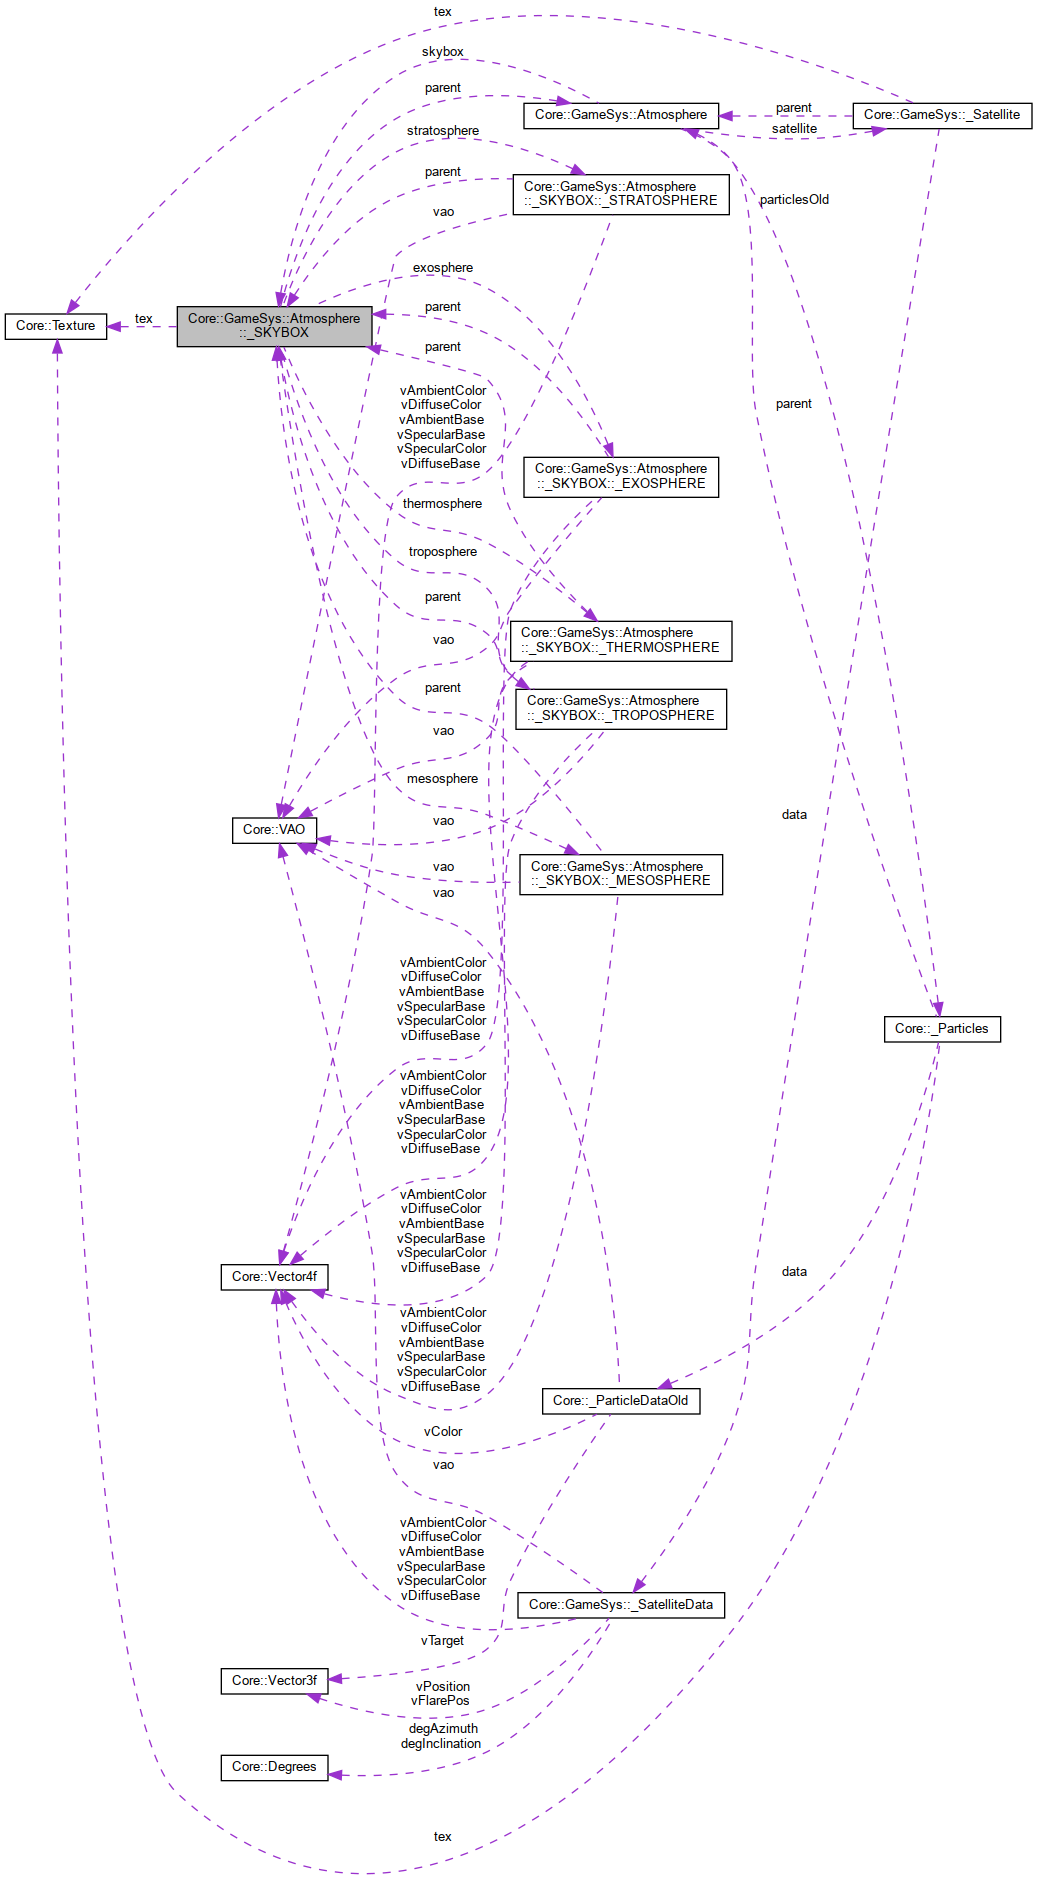 tex
skybox
parent
Core::GameSys::Atmosphere
parent
Core::GameSys::_Satellite
satellite
stratosphere
parent
Core::GameSys::Atmosphere
::_SKYBOX::_STRATOSPHERE
particlesOld
vao
exosphere
parent
Core::Texture
tex
Core::GameSys::Atmosphere
::_SKYBOX
parent
vAmbientColor
vDiffuseColor
vAmbientBase
vSpecularBase
vSpecularColor
vDiffuseBase
parent
Core::GameSys::Atmosphere
::_SKYBOX::_EXOSPHERE
thermosphere
troposphere
parent
Core::GameSys::Atmosphere
::_SKYBOX::_THERMOSPHERE
vao
parent
Core::GameSys::Atmosphere
::_SKYBOX::_TROPOSPHERE
vao
mesosphere
data
Core::VAO
vao
vao
Core::GameSys::Atmosphere
::_SKYBOX::_MESOSPHERE
vao
vAmbientColor
vDiffuseColor
vAmbientBase
vSpecularBase
vSpecularColor
vDiffuseBase
Core::_Particles
vAmbientColor
vDiffuseColor
vAmbientBase
vSpecularBase
vSpecularColor
vDiffuseBase
vAmbientColor
vDiffuseColor
vAmbientBase
vSpecularBase
vSpecularColor
vDiffuseBase
Core::Vector4f
data
vAmbientColor
vDiffuseColor
vAmbientBase
vSpecularBase
vSpecularColor
vDiffuseBase
Core::_ParticleDataOld
vColor
vao
vAmbientColor
vDiffuseColor
vAmbientBase
vSpecularBase
vSpecularColor
vDiffuseBase
Core::GameSys::_SatelliteData
vTarget
Core::Vector3f
vPosition
vFlarePos
degAzimuth
degInclination
Core::Degrees
tex